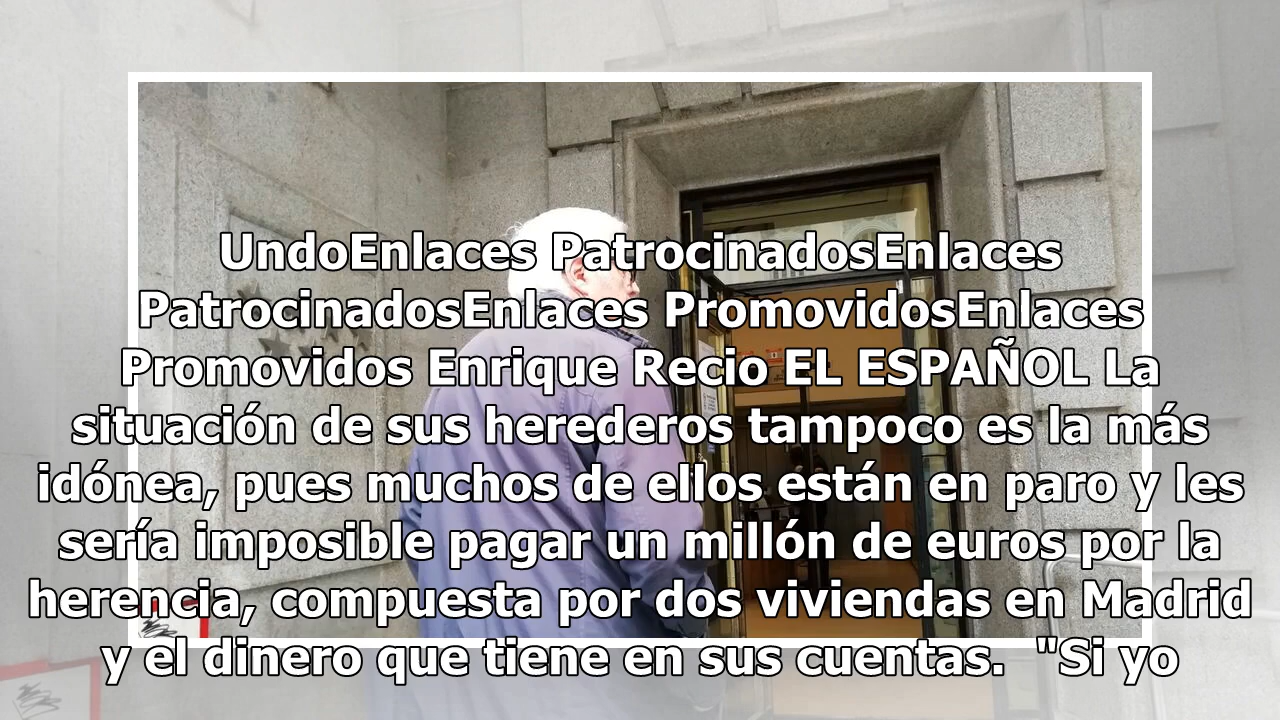 UndoEnlaces PatrocinadosEnlaces
PatrocinadosEnlaces PromovidosEnlaces
Promovidos Enrique Recio EL ESPAÑOL La
situación de sus herederos tampoco es la más
idónea, pues muchos de ellos están en paro y les
sería imposible pagar un millón de euros por la
herencia, compuesta por dos viviendas en Madrid
y el dinero que tiene en sus cuentas.  "Si yo